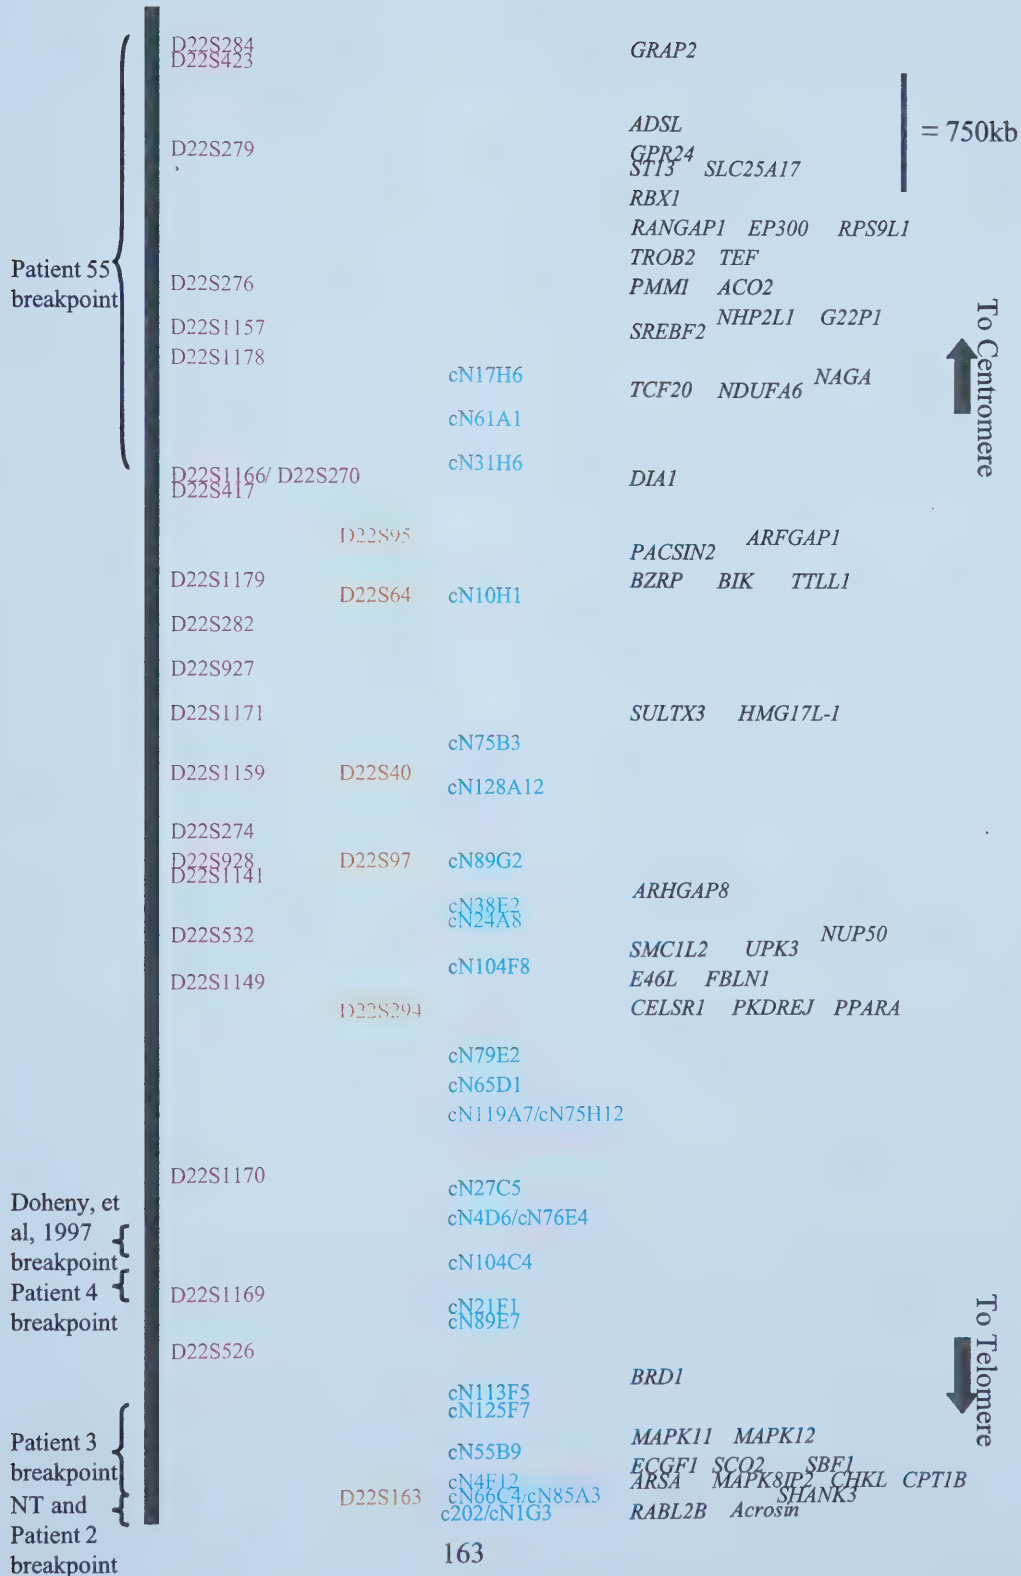 D22S284 GRAP2
D22S423
ADSL = 750kb
D22S279 GPR24
ST13 SLC25A17
RBX1
RANGAP1 EP300 RPS9L1
TROB2 TEF
Patient 55
breakpoint
D22S276 PMM1 ACO2
NHP2L1 G22P1
D22S1157 SREBF2
To Centromere
D22S1178
cN17H6 NAGA
TCF20 NDUFA6
cN61A1
cN31H6
D22S1166/ D22S270 DIA1
D22S417
D22S95 ARFGAP1
PACSIN2
D22S1179 BZRP BIK TTLL1
D22S64 cN10H1
D22S282
D22S927
D22S1171 SULTX3 HMG17L-1
cN75B3
D22S1159 D22S40
cN128A12
D22S274
D22S928 D22S97 cN89G2
D22S1141
ARHGAP8
cN38E2
cN24A8
D22S532 NUP50
SMC1L2 UPK3
cN104F8
D22S1149 E46L FBLN1
D22S294 CELSR1 PKDREJ PPARA
cN79E2
cN65D1
cN119A7/cN75H12
D22S1170
cN27C5
Doheny, et
al, 1997
breakpoint
cN4D6/cN76E4
cN104C4
Patient 4
breakpoint
D22S1169
cN21F1
cN89E7
To Telomere
D22S526
BRD1
cN113F5
cN125F7
MAPK11 MAPK12
Patient 3
breakpoint
cN55B9
ECGF1 SCO2 SBF1
cN4F12 ARSA MAPK8IP2 CHKL CPT1B
D22S163 cN66C4/cN85A3 SHANK3
NT and
Patient 2
breakpoint
c202/cN1G3 RABL2B Acrosin
163